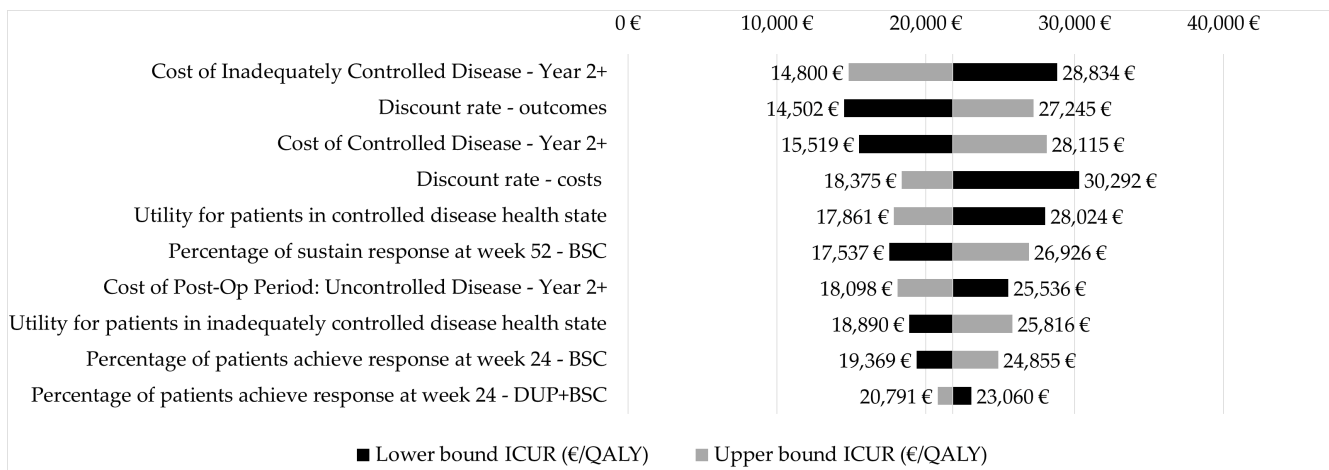 0 € 10,000 € 20,000 € 30,000 € 40,000 €
Cost of Inadequately Controlled Disease - Year 2+ 14,800 € 28,834 €
Discount rate - outcomes 14,502 € 27,245 €
Cost of Controlled Disease - Year 2+ 15,519 € 28,115 €
Discount rate - costs 18,375 € 30,292 €
Utility for patients in controlled disease health state 17,861 € 28,024 €
Percentage of sustain response at week 52 - BSC 17,537 € 26,926 €
Cost of Post-Op Period: Uncontrolled Disease - Year 2+ 18,098 € 25,536 €
Utility for patients in inadequately controlled disease health state 18,890 € 25,816 €
Percentage of patients achieve response at week 24 - BSC 19,369 € 24,855 €
Percentage of patients achieve response at week 24 - DUP+BSC 20,791 € 23,060 €
Lower bound ICUR (€/QALY) Upper bound ICUR (€/QALY)